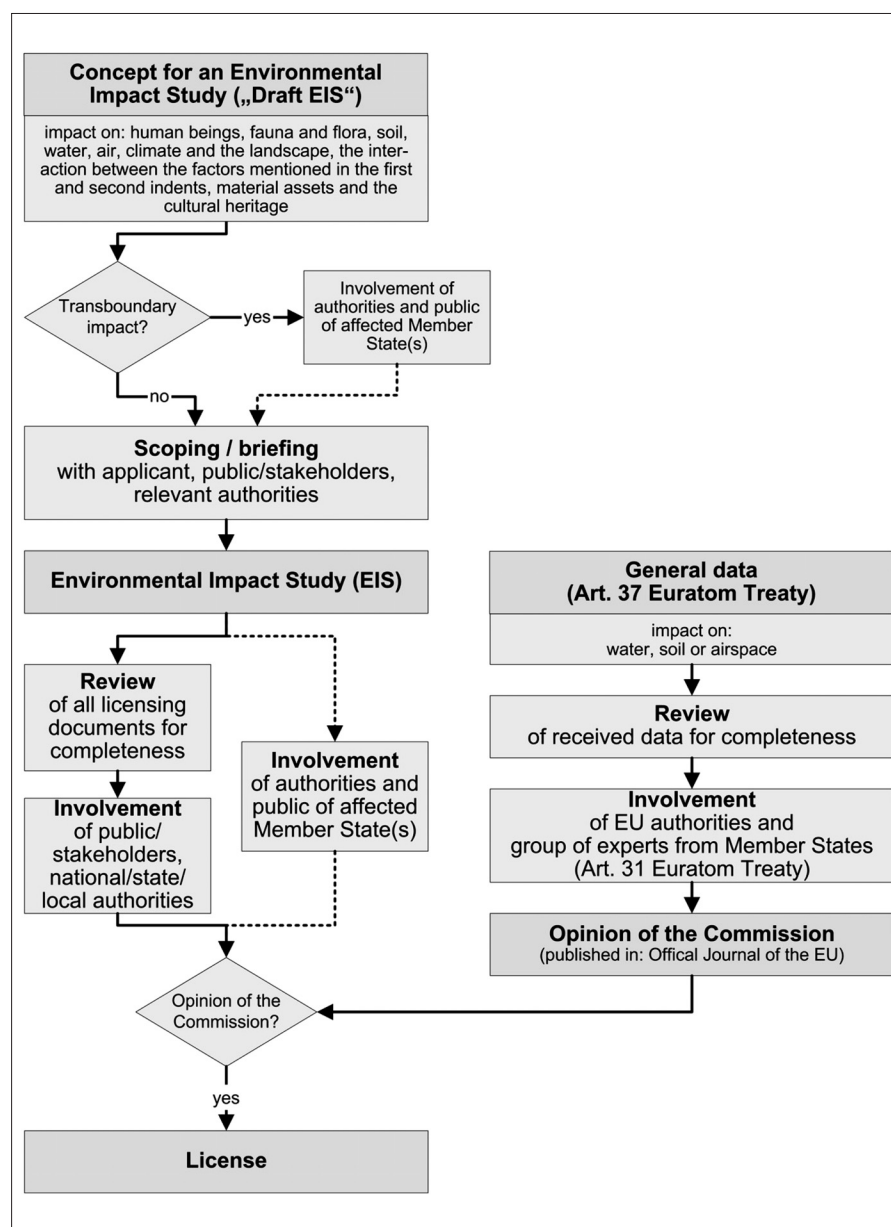 Concept for an Environmental
Impact Study („Draft EIS“)
impact on: human beings, fauna and flora, soil,
water, air, climate and the landscape, the inter-
action between the factors mentioned in the first
and second indents, material assets and the
cultural heritage
Transboundary
impact?
yes
Involvement of
authorities and public
of affected Member
State(s)
no
Scoping / briefing
with applicant, public/stakeholders,
relevant authorities
Environmental Impact Study (EIS)
Review
of all licensing
documents for
completeness
Involvement
of public/
stakeholders,
national/state/
local authorities
Involvement
of authorities and
public of affected
Member State(s)
General data
(Art. 37 Euratom Treaty)
impact on:
water, soil or airspace
Review
of received data for completeness
Involvement
of EU authorities and
group of experts from Member States
(Art. 31 Euratom Treaty)
Opinion of the Commission
(published in: Offical Journal of the EU)
Opinion of the
Commission?
yes
License